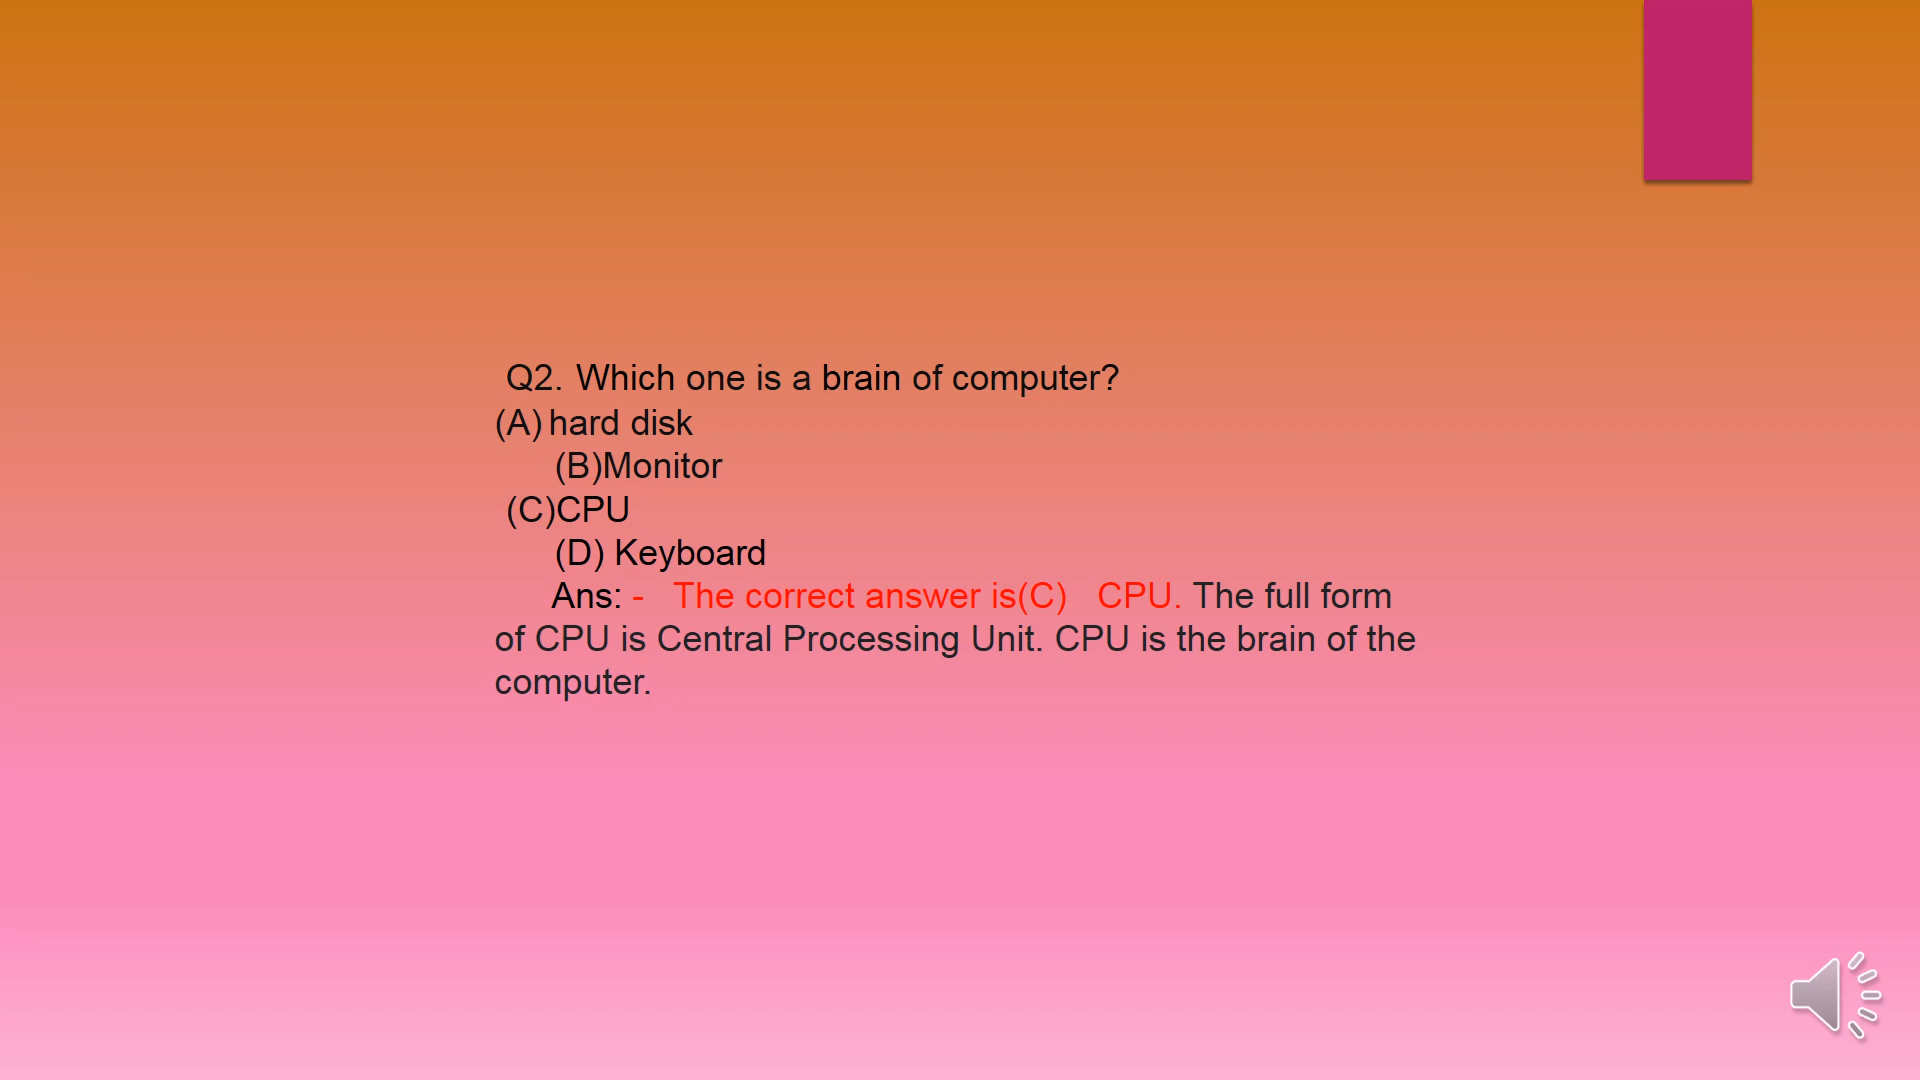 Q2. Which one is a brain of computer?
(A) hard disk
(B)Monitor
(C)CPU
(D) Keyboard
Ans: - The correct answer is(C) CPU. The full form
of CPU is Central Processing Unit. CPU is the brain of the
computer.